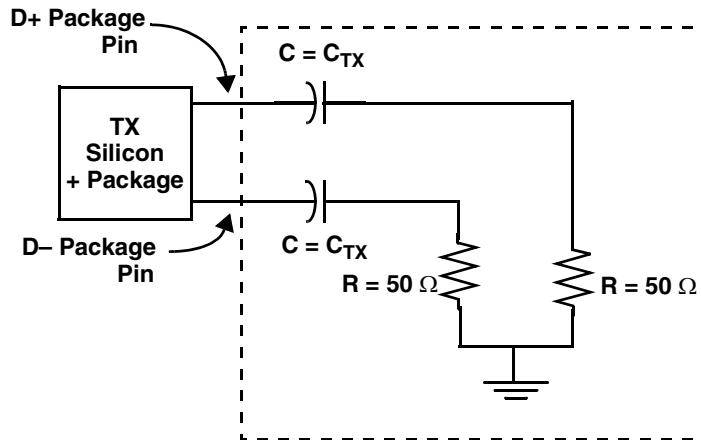 D+ Package
Pin
C = CTX
TX
Silicon
+ Package
D– Package
Pin
C = CTX
R = 50 Ω
R = 50 Ω